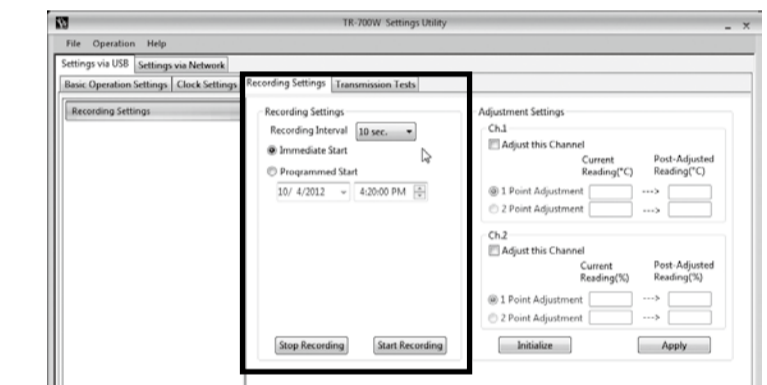 TR-700W Settings Utility
File Operation Help
Settings via USB Settings via Network
Basic Operation Settings Clock Settings Recording Settings Transmission Tests
Recording Settings
Recording Settings
Recording Interval 10 sec.
Immediate Start
Programmed Start
10/ 4/2012 4:20:00 PM
Stop Recording Start Recording
Adjustment Settings
Ch.1
Adjust this Channel
Current Post-Adjusted
Reading(°C) Reading(°C)
1 Point Adjustment --->
2 Point Adjustment --->
Ch.2
Adjust this Channel
Current Post-Adjusted
Reading(%) Reading(%)
1 Point Adjustment --->
2 Point Adjustment --->
Initialize Apply